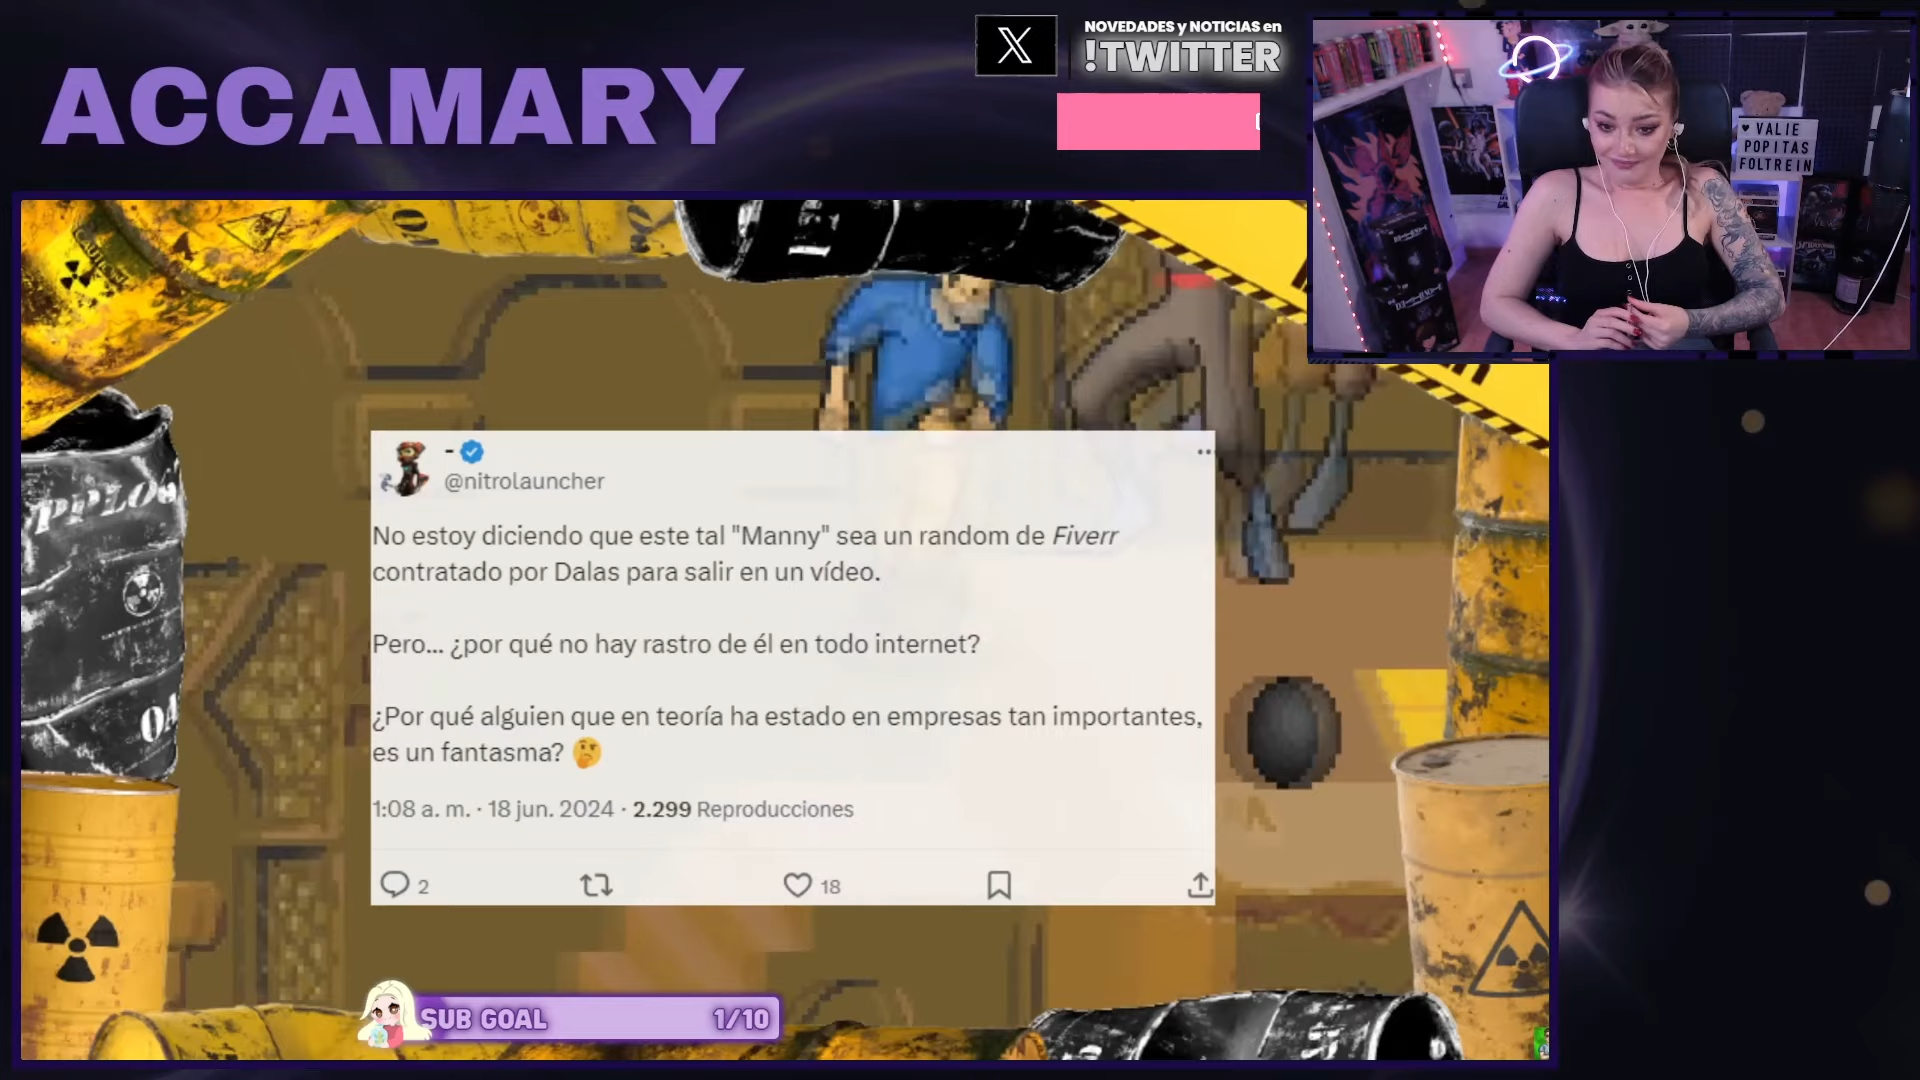 ACCAMARY
NOVEDADES y NOTICIAS en
!TWITTER
♥ VALIE
POPITAS
FOLTREIN
- 
@nitrolauncher
No estoy diciendo que este tal "Manny" sea un random de Fiverr
contratado por Dalas para salir en un vídeo.
Pero... ¿por qué no hay rastro de él en todo internet?
¿Por qué alguien que en teoría ha estado en empresas tan importantes,
es un fantasma? 🤔
1:08 a. m. · 18 jun. 2024 · 2.299 Reproducciones
2
18
SUB GOAL 1/10